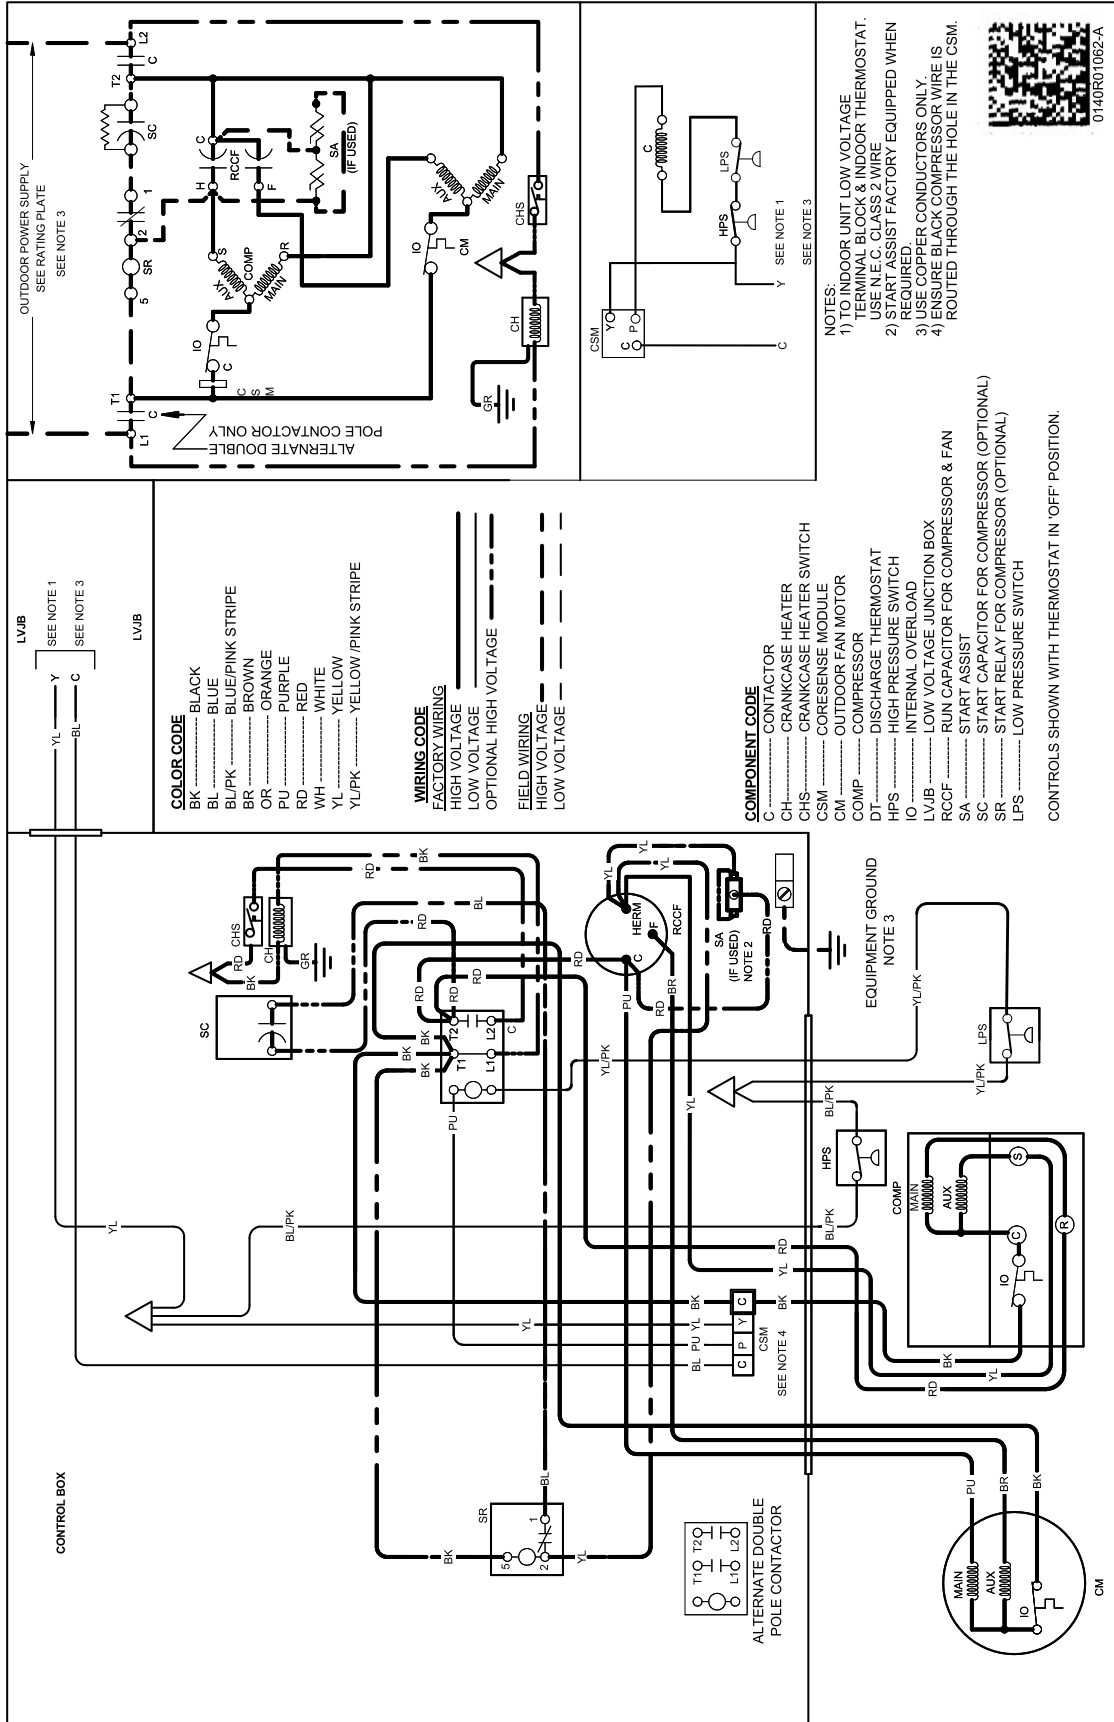 OUTDOOR POWER SUPPLY
SEE RATING PLATE
SEE NOTE 3
L1
C
T1
5
SR
2
1
SC
T2
C
L2
ALTERNATE DOUBLE
POLE CONTACTOR ONLY
C
S
M
C
IO
AUX
S
COMP
MAIN
R
H
RCCF
C
F
SA
(IF USED)
IO
CM
AUX
MAIN
GR
CH
CHS
CSM
Y
C
P
C
HPS
LPS
SEE NOTE 1
SEE NOTE 3
Y
C
NOTES:
1) TO INDOOR UNIT LOW VOLTAGE
TERMINAL BLOCK & INDOOR THERMOSTAT.
USE N.E.C. CLASS 2 WIRE
2) START ASSIST FACTORY EQUIPPED WHEN
REQUIRED.
3) USE COPPER CONDUCTORS ONLY.
4) ENSURE BLACK COMPRESSOR WIRE IS
ROUTED THROUGH THE HOLE IN THE CSM.
0140R01062-A
LVJB
YL
Y
SEE NOTE 1
BL
C
SEE NOTE 3
LVJB
COLOR CODE
BK ---------- BLACK
BL ---------- BLUE
BL/PK ------- BLUE/PINK STRIPE
BR ---------- BROWN
OR ---------- ORANGE
PU ---------- PURPLE
RD ---------- RED
WH ---------- WHITE
YL ---------- YELLOW
YL/PK ------- YELLOW /PINK STRIPE
WIRING CODE
FACTORY WIRING
HIGH VOLTAGE
LOW VOLTAGE
OPTIONAL HIGH VOLTAGE
FIELD WIRING
HIGH VOLTAGE
LOW VOLTAGE
COMPONENT CODE
C ---------- CONTACTOR
CH---------- CRANKCASE HEATER
CHS--------- CRANKCASE HEATER SWITCH
CSM -------- CORESENSE MODULE
CM --------- OUTDOOR FAN MOTOR
COMP ------- COMPRESSOR
DT---------- DISCHARGE THERMOSTAT
HPS -------- HIGH PRESSURE SWITCH
IO --------- INTERNAL OVERLOAD
LVJB ------- LOW VOLTAGE JUNCTION BOX
RCCF ------- RUN CAPACITOR FOR COMPRESSOR & FAN
SA --------- START ASSIST
SC --------- START CAPACITOR FOR COMPRESSOR (OPTIONAL)
SR --------- START RELAY FOR COMPRESSOR (OPTIONAL)
LPS -------- LOW PRESSURE SWITCH
CONTROLS SHOWN WITH THERMOSTAT IN 'OFF' POSITION.
CONTROL BOX
YL
BL/PK
SC
CHS
RD
BK
CH
GR
RD
BK
RD
RD
BL
SR
5
2
1
BK
YL
BL
PU
BK
BK
BK
T1
T2
L1
L2
C
RD
RD
RD
RD
YL/PK
HERM
F
C
RCCF
PU
RD
BR
YL
YL
YL
YL
SA
(IF USED)
NOTE 2
RD
YL
YL
BL
PU
YL
BK
C
P
Y
C
CSM
SEE NOTE 4
BK
YL
RD
ALTERNATE DOUBLE
POLE CONTACTOR
T1
T2
L1
L2
EQUIPMENT GROUND
NOTE 3
BL/PK
HPS
BL/PK
YL/PK
YL/PK
LPS
COMP
MAIN
AUX
C
S
R
IO
BK
YL
RD
PU
BR
BK
MAIN
AUX
IO
CM